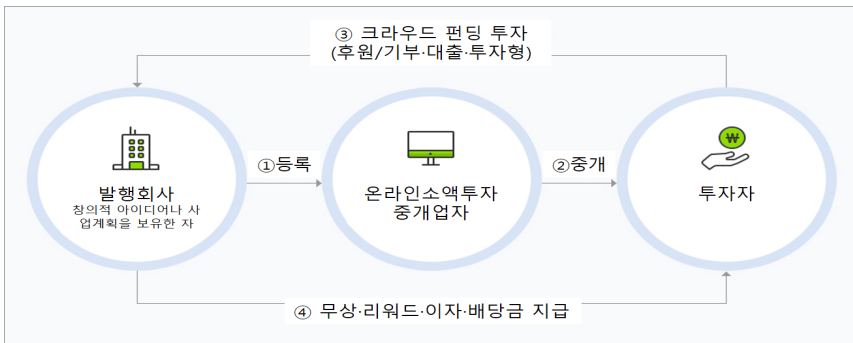 ③ 크라우드 펀딩 투자
(후원/기부·대출·투자형)
①등록
②중개
발행회사
창의적 아이디어나 사
업계획을 보유한 자
온라인소액투자
중개업자
₩
투자자
④ 무상·리워드·이자·배당금 지급